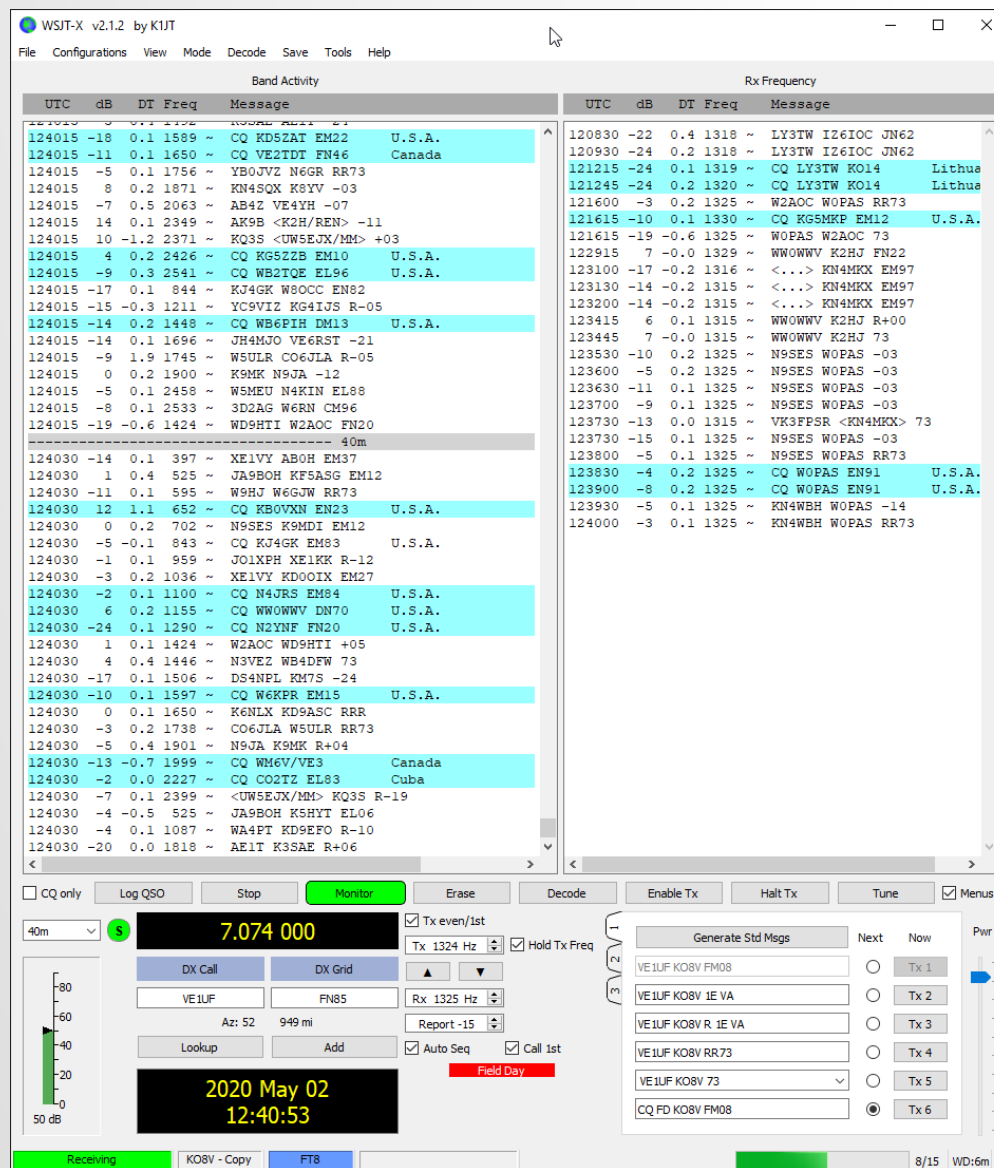 WSJT-X v2.1.2 by K1JT
File Configurations View Mode Decode Save Tools Help
Band Activity
UTC dB DT Freq Message
124015 -18 0.1 1589 ~ CQ KD5ZAT EM22 U.S.A.
124015 -11 0.1 1650 ~ CQ VE2TDT FN46 Canada
124015 -5 0.1 1756 ~ YB0JVZ N6GR RR73
124015 8 0.2 1871 ~ KN4SQX K8YV -03
124015 -7 0.5 2063 ~ AB4Z VE4YH -07
124015 14 0.1 2349 ~ AK9B <K2H/REN> -11
124015 10 -1.2 2371 ~ KQ3S <UW5EJX/MM> +03
124015 4 0.2 2426 ~ CQ KG5ZZB EM10 U.S.A.
124015 -9 0.3 2541 ~ CQ WB2TQE EL96 U.S.A.
124015 -17 0.1 844 ~ KJ4GK W8OCC EN82
124015 -15 -0.3 1211 ~ YC9VIZ KG4IJS R-05
124015 -14 0.2 1448 ~ CQ WB6PIH DM13 U.S.A.
124015 -14 0.1 1696 ~ JH4MJO VE6RST -21
124015 -9 1.9 1745 ~ W5ULR CO6JLA R-05
124015 0 0.2 1900 ~ K9MK N9JA -12
124015 -5 0.1 2458 ~ W5MEU N4KIN EL88
124015 -8 0.1 2533 ~ 3D2AG W6RN CM96
124015 -19 -0.6 1424 ~ WD9HTI W2AOC FN20
------------------------------------ 40m
124030 -14 0.1 397 ~ XE1VY AB0H EM37
124030 1 0.4 525 ~ JA9BOH KF5ASG EM12
124030 -11 0.1 595 ~ W9HJ W6GJW RR73
124030 12 1.1 652 ~ CQ KB0VXN EN23 U.S.A.
124030 0 0.2 702 ~ N9SES K9MDI EM12
124030 -5 -0.1 843 ~ CQ KJ4GK EM83 U.S.A.
124030 -1 0.1 959 ~ JO1XPH XE1KK R-12
124030 -3 0.2 1036 ~ XE1VY KD0OIX EM27
124030 -2 0.1 1100 ~ CQ N4JRS EM84 U.S.A.
124030 6 0.2 1155 ~ CQ WW0WWV DN70 U.S.A.
124030 -24 0.1 1290 ~ CQ N2YNF FN20 U.S.A.
124030 1 0.1 1424 ~ W2AOC WD9HTI +05
124030 4 0.4 1446 ~ N3VEZ WB4DFW 73
124030 -17 0.1 1506 ~ DS4NPL KM7S -24
124030 -10 0.1 1597 ~ CQ W6KPR EM15 U.S.A.
124030 0 0.1 1650 ~ K6NLX KD9ASC RRR
124030 -3 0.2 1738 ~ CO6JLA W5ULR RR73
124030 -5 0.4 1901 ~ N9JA K9MK R+04
124030 -13 -0.7 1999 ~ CQ WM6V/VE3 Canada
124030 -2 0.0 2227 ~ CQ CO2TZ EL83 Cuba
124030 -7 0.1 2399 ~ <UW5EJX/MM> KQ3S R-19
124030 -4 -0.5 525 ~ JA9BOH K5HYT EL06
124030 -4 0.1 1087 ~ WA4PT KD9EFO R-10
124030 -20 0.0 1818 ~ AE1T K3SAE R+06
Rx Frequency
UTC dB DT Freq Message
120830 -22 0.4 1318 ~ LY3TW IZ6IOC JN62
120930 -24 0.2 1318 ~ LY3TW IZ6IOC JN62
121215 -24 0.1 1319 ~ CQ LY3TW KO14 Lithua
121245 -24 0.2 1320 ~ CQ LY3TW KO14 Lithua
121600 -3 0.2 1325 ~ W2AOC W0PAS RR73
121615 -10 0.1 1330 ~ CQ KG5MKP EM12 U.S.A.
121615 -19 -0.6 1325 ~ W0PAS W2AOC 73
122915 7 -0.0 1329 ~ WW0WWV K2HJ FN22
123100 -17 -0.2 1316 ~ <...> KN4MKX EM97
123130 -14 -0.2 1315 ~ <...> KN4MKX EM97
123200 -14 -0.2 1315 ~ <...> KN4MKX EM97
123415 6 0.1 1315 ~ WW0WWV K2HJ R+00
123445 7 -0.0 1315 ~ WW0WWV K2HJ 73
123530 -10 0.2 1325 ~ N9SES W0PAS -03
123600 -5 0.2 1325 ~ N9SES W0PAS -03
123630 -11 0.1 1325 ~ N9SES W0PAS -03
123700 -9 0.1 1325 ~ N9SES W0PAS -03
123730 -13 0.0 1315 ~ VK3FPSR <KN4MKX> 73
123730 -15 0.1 1325 ~ N9SES W0PAS -03
123800 -5 0.1 1325 ~ N9SES W0PAS RR73
123830 -4 0.2 1325 ~ CQ W0PAS EN91 U.S.A.
123900 -8 0.2 1325 ~ CQ W0PAS EN91 U.S.A.
123930 -5 0.1 1325 ~ KN4WBH W0PAS -14
124000 -3 0.1 1325 ~ KN4WBH W0PAS RR73
CQ only Log QSO Stop Monitor Erase Decode Enable Tx Halt Tx Tune Menus
40m S 7.074 000
Tx even/1st
Tx 1324 Hz Hold Tx Freq
DX Call DX Grid
VE1UF FN85
Rx 1325 Hz
Az: 52 949 mi
Report -15
Lookup Add
Auto Seq Call 1st
Field Day
2020 May 02
12:40:53
-80
-60
-40
-20
-0
50 dB
1
2
3
Generate Std Msgs Next Now Pwr
VE1UF KO8V FM08 Tx 1
VE1UF KO8V 1E VA Tx 2
VE1UF KO8V R 1E VA Tx 3
VE1UF KO8V RR73 Tx 4
VE1UF KO8V 73 Tx 5
CQ FD KO8V FM08 Tx 6
Receiving KO8V - Copy FT8 8/15 WD:6m